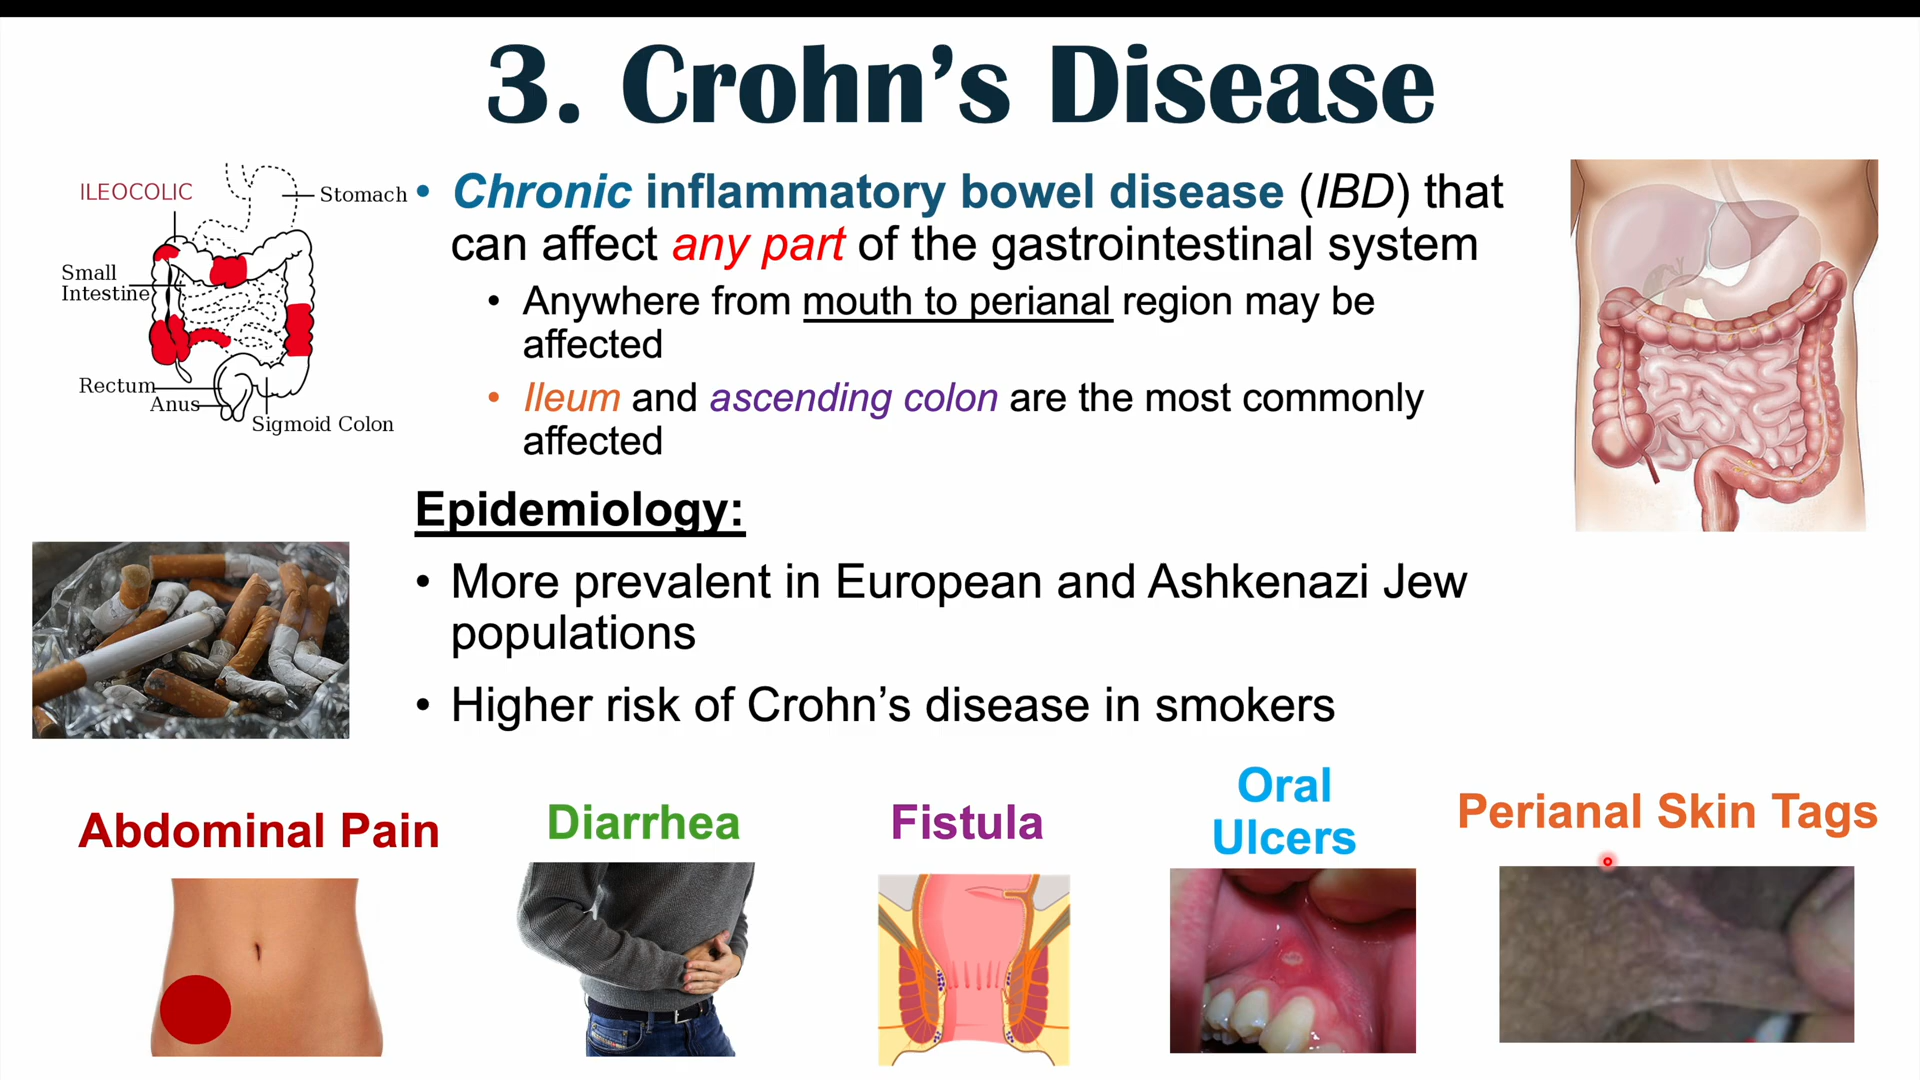 3. Crohn’s Disease
ILEOCOLIC
Stomach
Small
Intestine
Rectum
Anus
Sigmoid Colon
• Chronic inflammatory bowel disease (IBD) that
can affect any part of the gastrointestinal system
• Anywhere from mouth to perianal region may be
affected
• Ileum and ascending colon are the most commonly
affected
Epidemiology:
• More prevalent in European and Ashkenazi Jew
populations
• Higher risk of Crohn’s disease in smokers
Abdominal Pain
Diarrhea
Fistula
Oral
Ulcers
Perianal Skin Tags